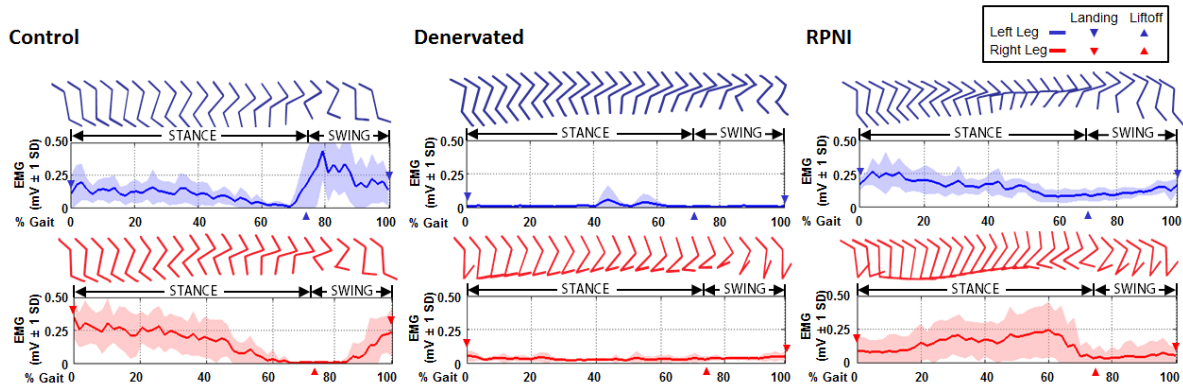 Landing Liftoff
Left Leg
Right Leg
Control
Denervated
RPNI
STANCE SWING
STANCE SWING
STANCE SWING
EMG (mV ± 1 SD)
0.50
0.25
0
EMG (mV ± 1 SD)
0.50
0.25
0
EMG (mV ± 1 SD)
0.50
0.25
0
% Gait 0 20 40 60 80 100
% Gait 0 20 40 60 80 100
% Gait 0 20 40 60 80 100
STANCE SWING
STANCE SWING
STANCE SWING
EMG (mV ± 1 SD)
0.50
0.25
0
EMG (mV ± 1 SD)
0.50
0.25
0
EMG (mV ± 1 SD)
0.50
0.25
0
% Gait 0 20 40 60 80 100
% Gait 0 20 40 60 80 100
% Gait 0 20 40 60 80 100